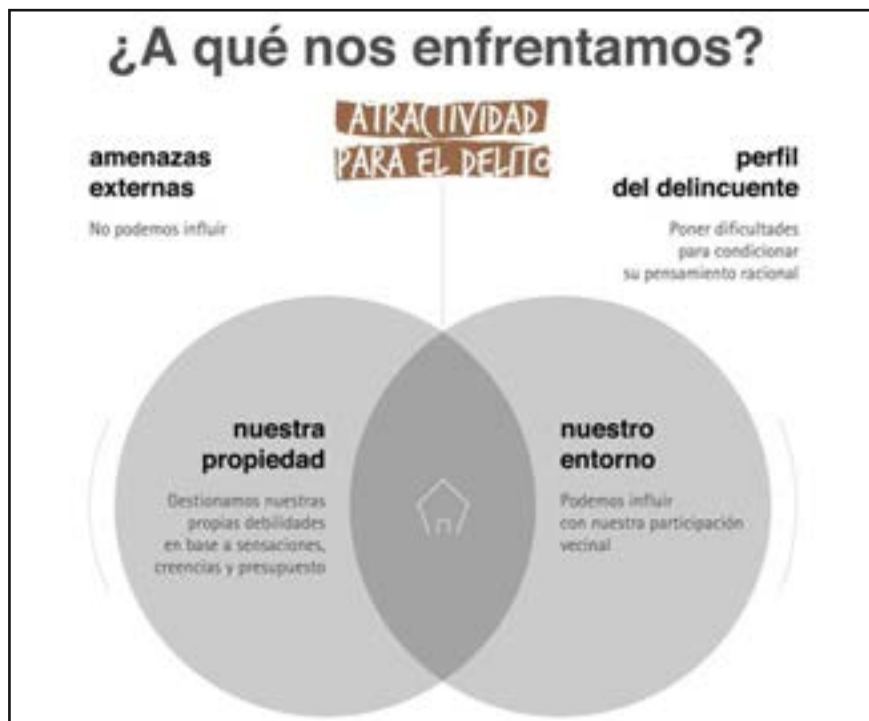 ¿A qué nos enfrentamos?
ATRACTIVIDAD
PARA EL DELITO
amenazas
externas
No podemos influir
perfil
del delincuente
Poner dificultades
para condicionar
su pensamiento racional
nuestra
propiedad
Gestionamos nuestras
propias debilidades
en base a sensaciones,
creencias y presupuesto
nuestro
entorno
Podemos influir
con nuestra participación
vecinal